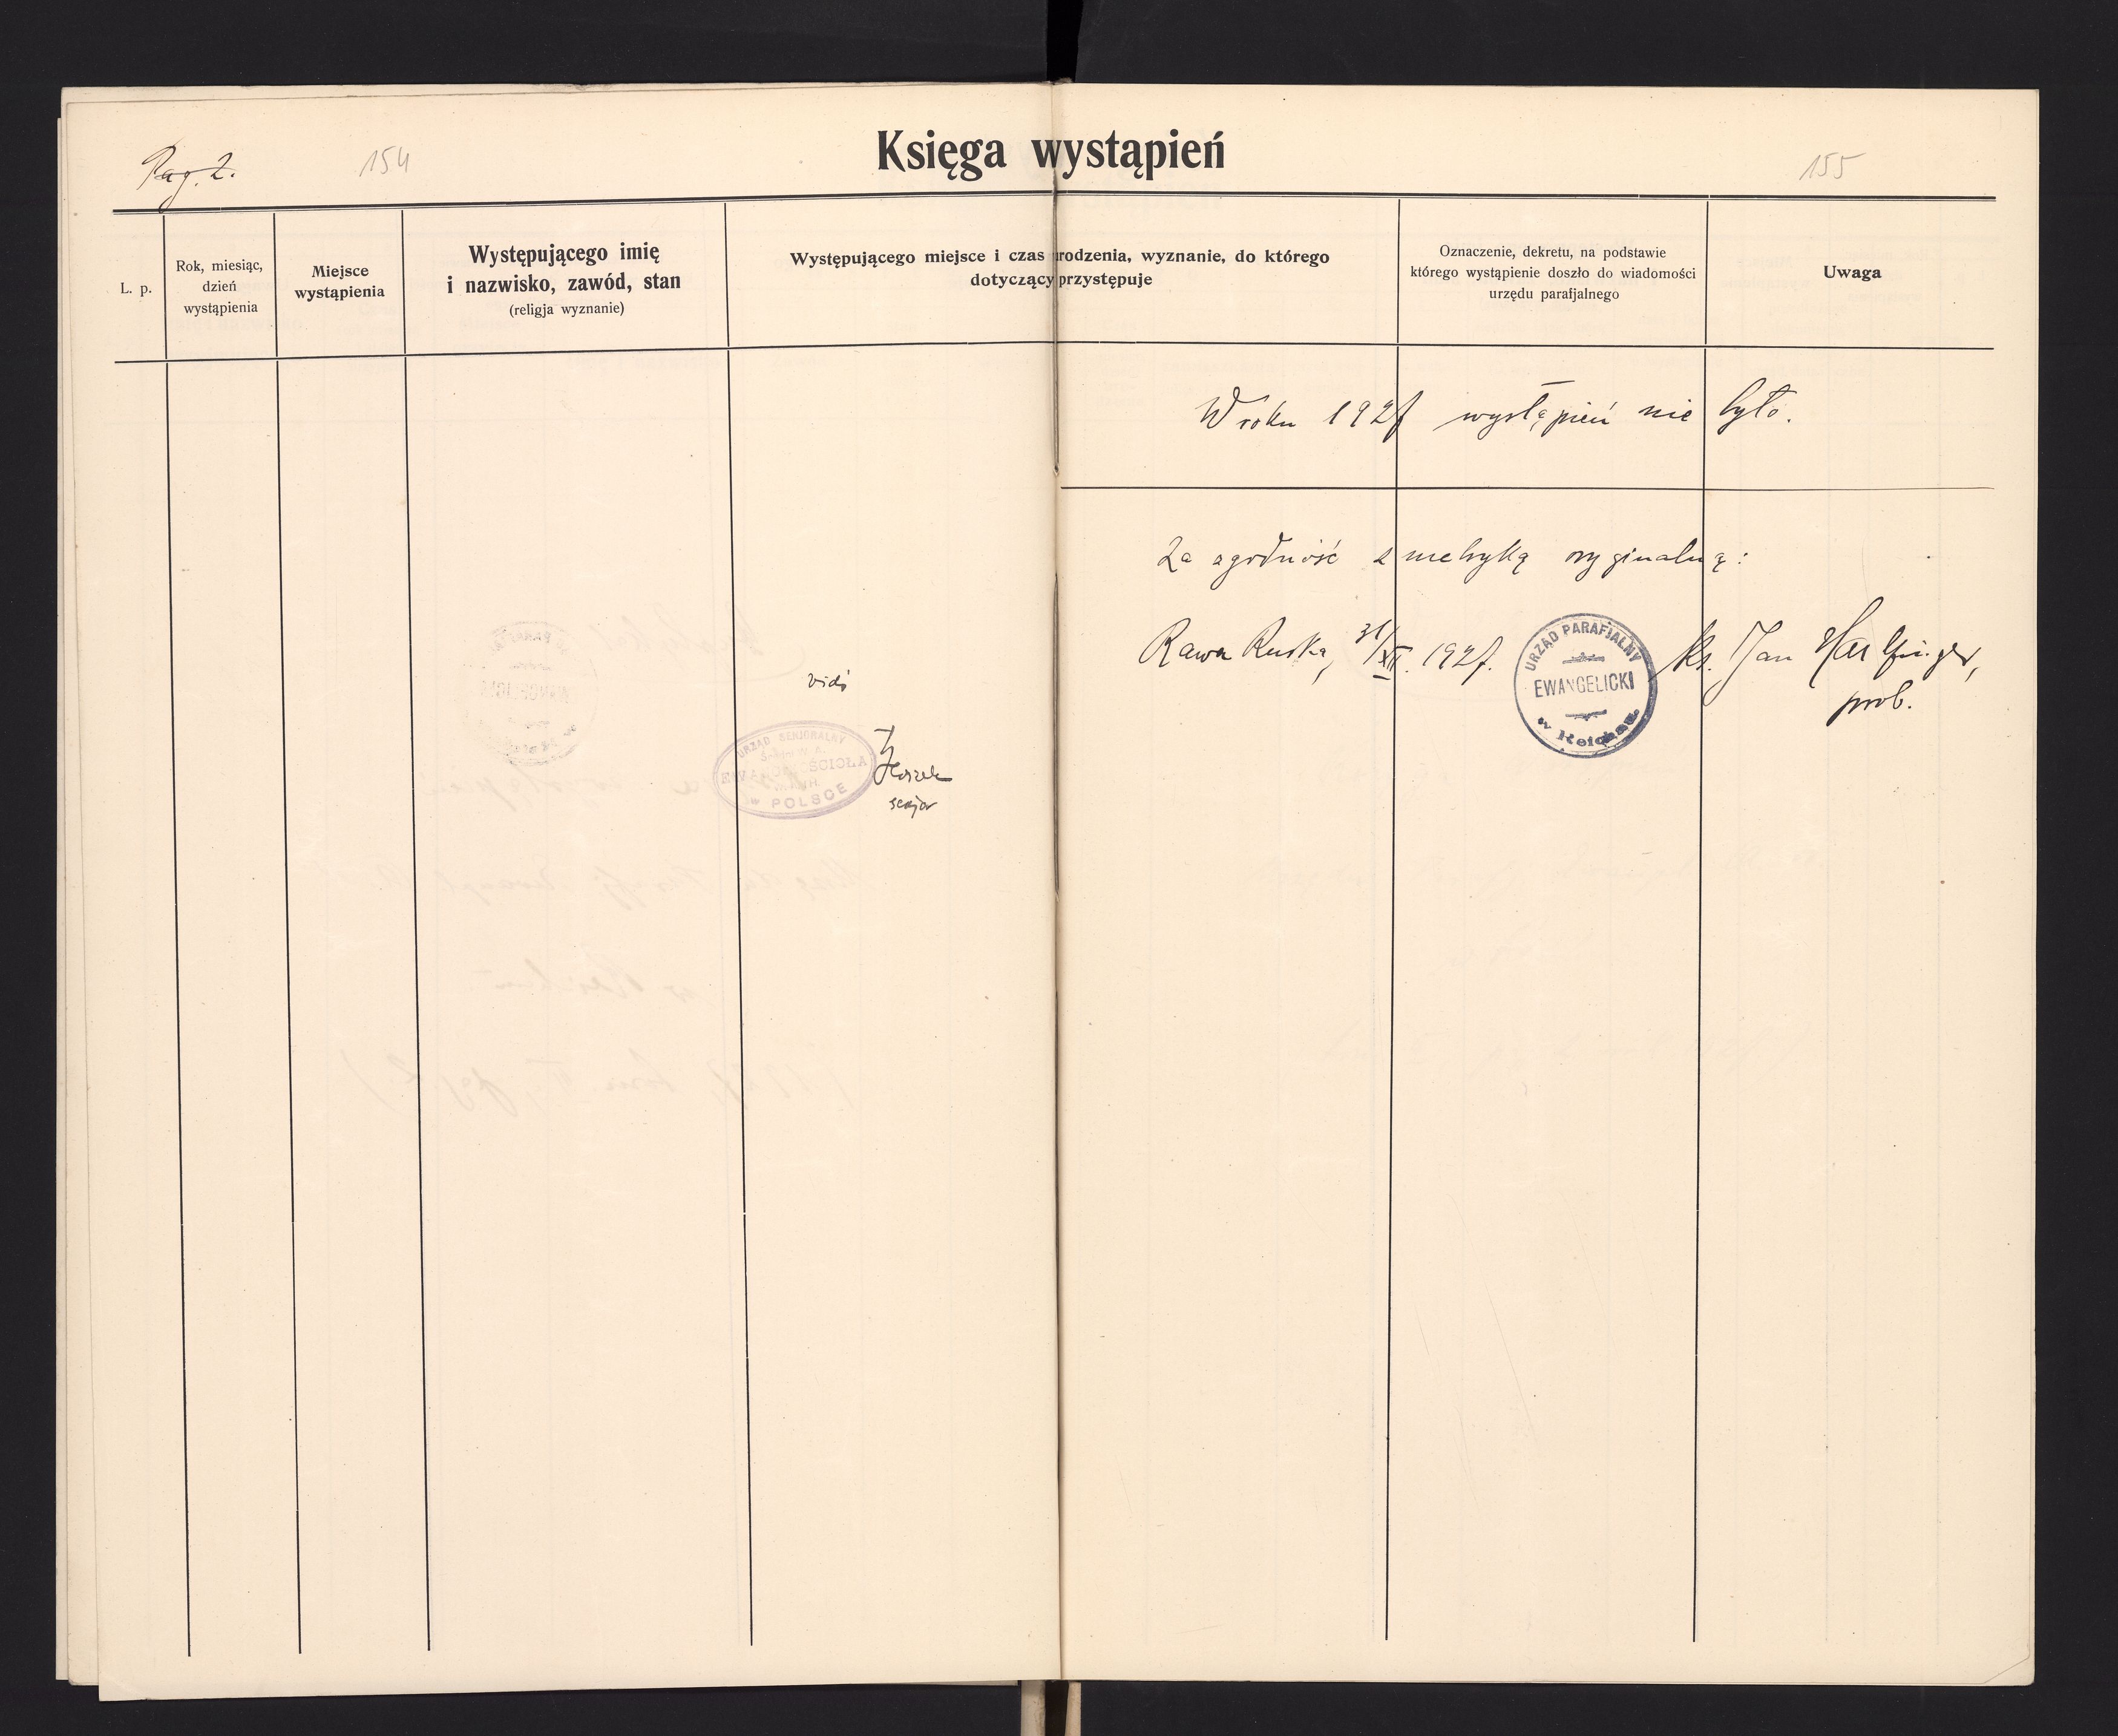 Pag. 2.
154
Księga wystąpień
155
L. p.
Rok, miesiąc,
dzień
wystąpienia
Miejsce
wystąpienia
Występującego imię
i nazwisko, zawód, stan
(religja wyznanie)
Występującego miejsce i czas urodzenia, wyznanie, do którego
dotyczący przystępuje
Oznaczenie, dekretu, na podstawie
którego wystąpienie doszło do wiadomości
urzędu parafjalnego
Uwaga
W roku 1927 wystąpień nie było.
Za zgodność z metryką oryginalną:
Rawa Ruska, 31/XII. 1927.
URZĄD PARAFJALNY
EWANGELICKI
w Reichau.
ks. Jan
prob.
vidi
URZĄD SENJORALNY
w POLSCE
senjor